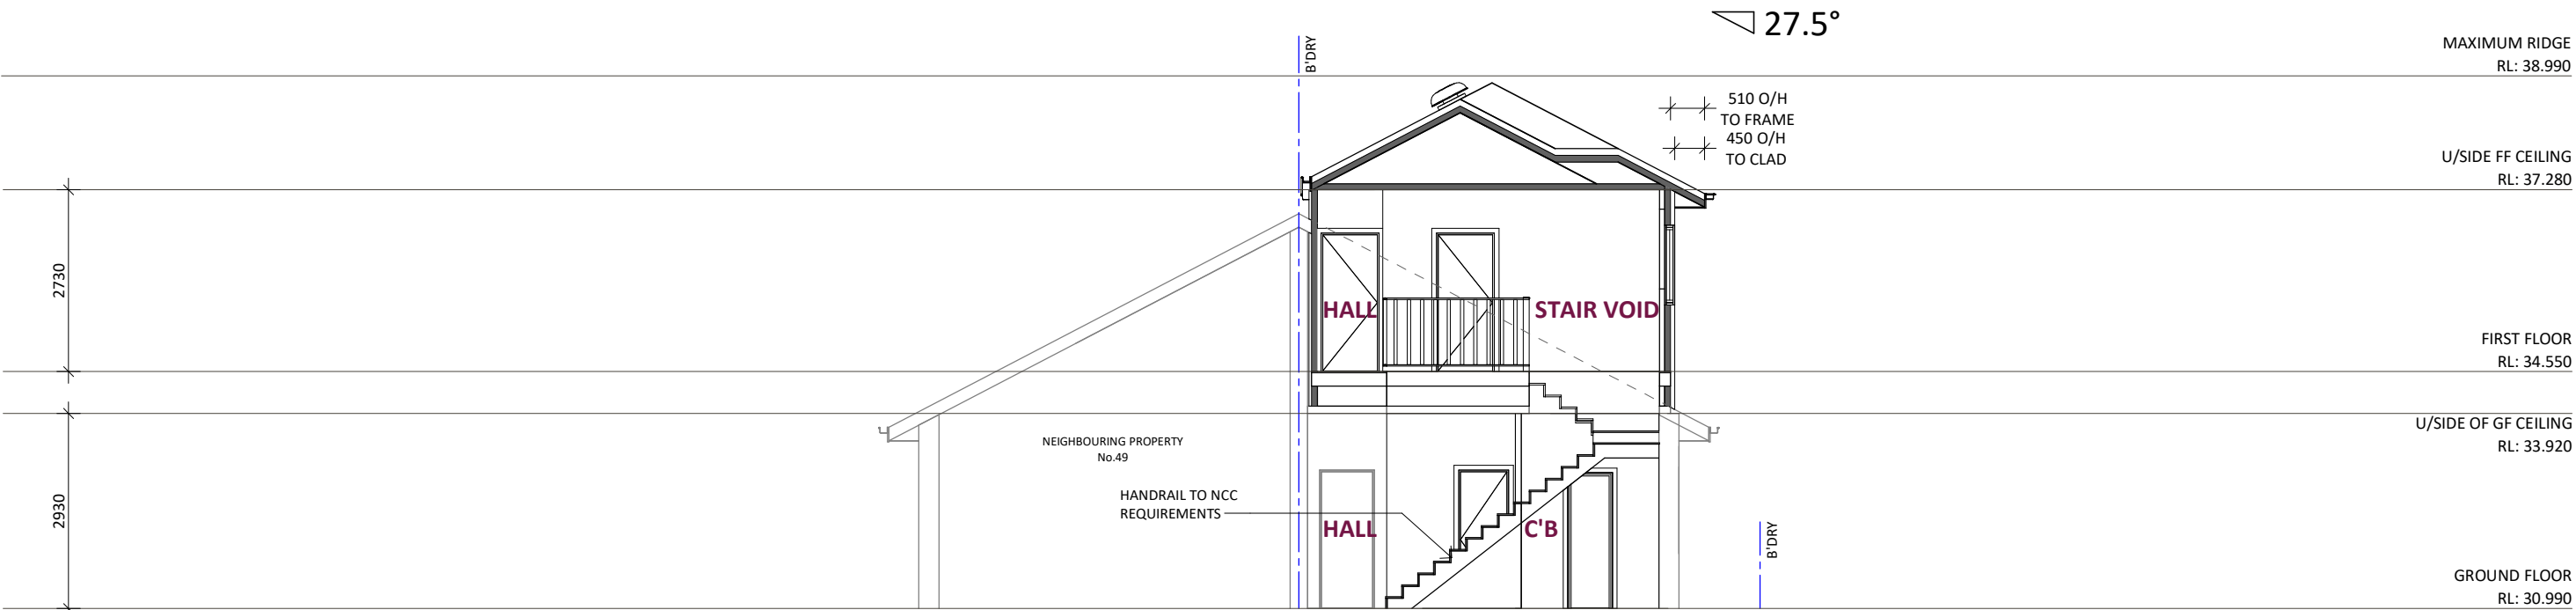 27.5°
B'DRY
MAXIMUM RIDGE
RL: 38.990
510 O/H
TO FRAME
450 O/H
TO CLAD
U/SIDE FF CEILING
RL: 37.280
2730
HALL
STAIR VOID
FIRST FLOOR
RL: 34.550
U/SIDE OF GF CEILING
RL: 33.920
NEIGHBOURING PROPERTY
No.49
HANDRAIL TO NCC
REQUIREMENTS
2930
HALL
C'B
B'DRY
GROUND FLOOR
RL: 30.990